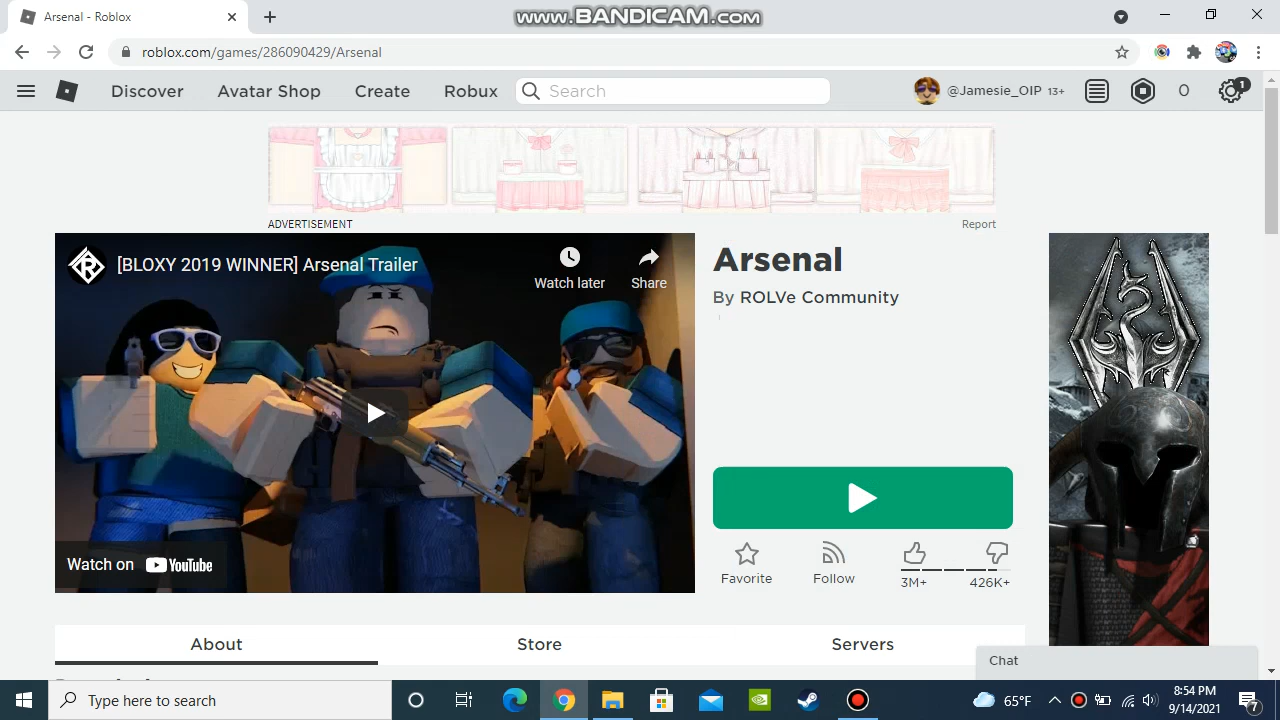 Arsenal - Roblox
www.BANDICAM.com
roblox.com/games/286090429/Arsenal
Discover
Avatar Shop
Create
Robux
Search
@Jamesie_OIP 13+
0
1
ADVERTISEMENT
Report
[BLOXY 2019 WINNER] Arsenal Trailer
Watch later
Share
Watch on YouTube
Arsenal
By ROLVe Community
Favorite
Follow
3M+
426K+
About
Store
Servers
Chat
Type here to search
65°F
8:54 PM
9/14/2021
7